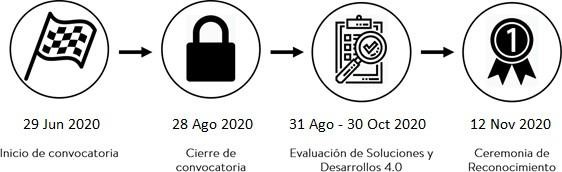 1
29 Jun 2020
28 Ago 2020
31 Ago - 30 Oct 2020
12 Nov 2020
Inicio de convocatoria
Cierre de
convocatoria
Evaluación de Soluciones y
Desarrollos 4.0
Ceremonia de
Reconocimiento